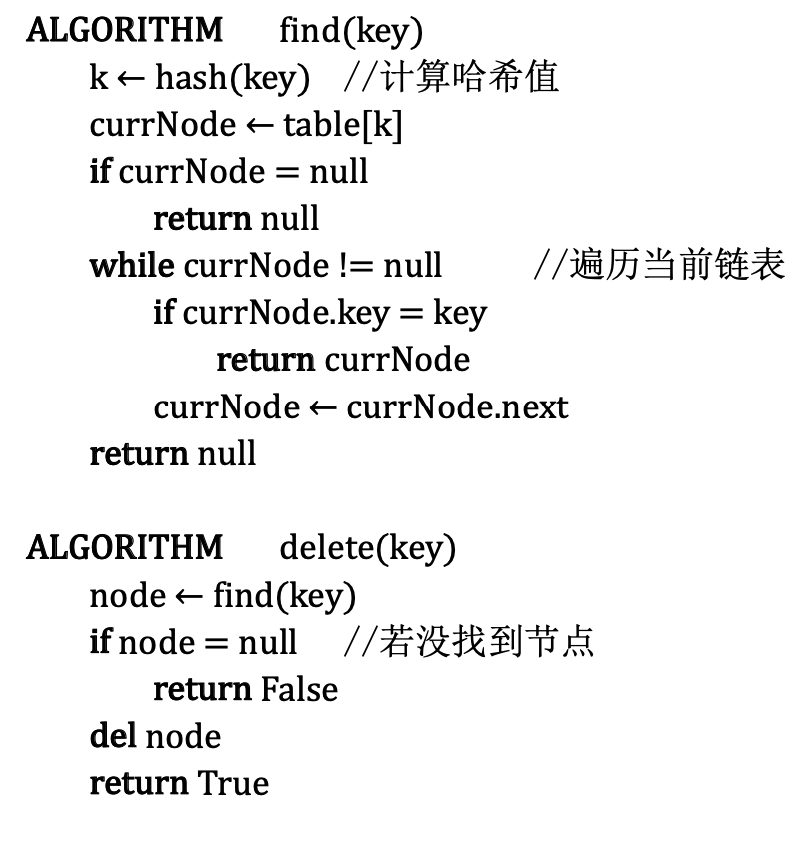 ALGORITHM find(key)
k ← hash(key) //计算哈希值
currNode ← table[k]
if currNode = null
return null
while currNode != null //遍历当前链表
if currNode.key = key
return currNode
currNode ← currNode.next
return null
ALGORITHM delete(key)
node ← find(key)
if node = null //若没找到节点
return False
del node
return True